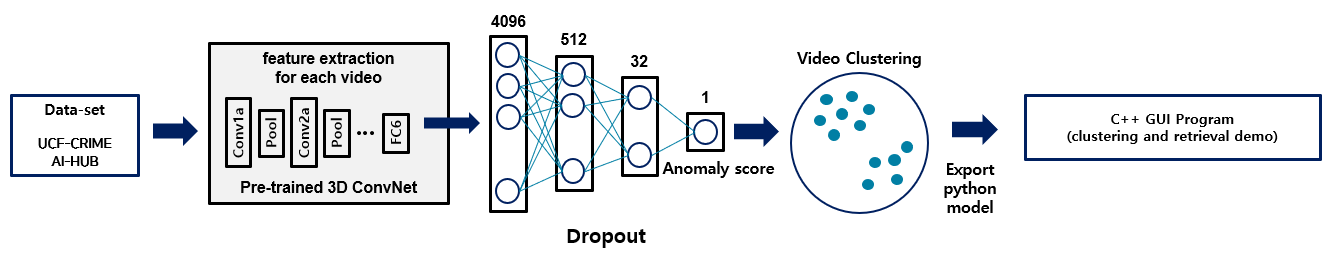 Data-set
UCF-CRIME
AI-HUB
feature extraction
for each video
Conv1a
Pool
Conv2a
Pool
...
FC6
Pre-trained 3D ConvNet
4096
512
32
1
Anomaly score
Dropout
Video Clustering
Export
python
model
C++ GUI Program
(clustering and retrieval demo)